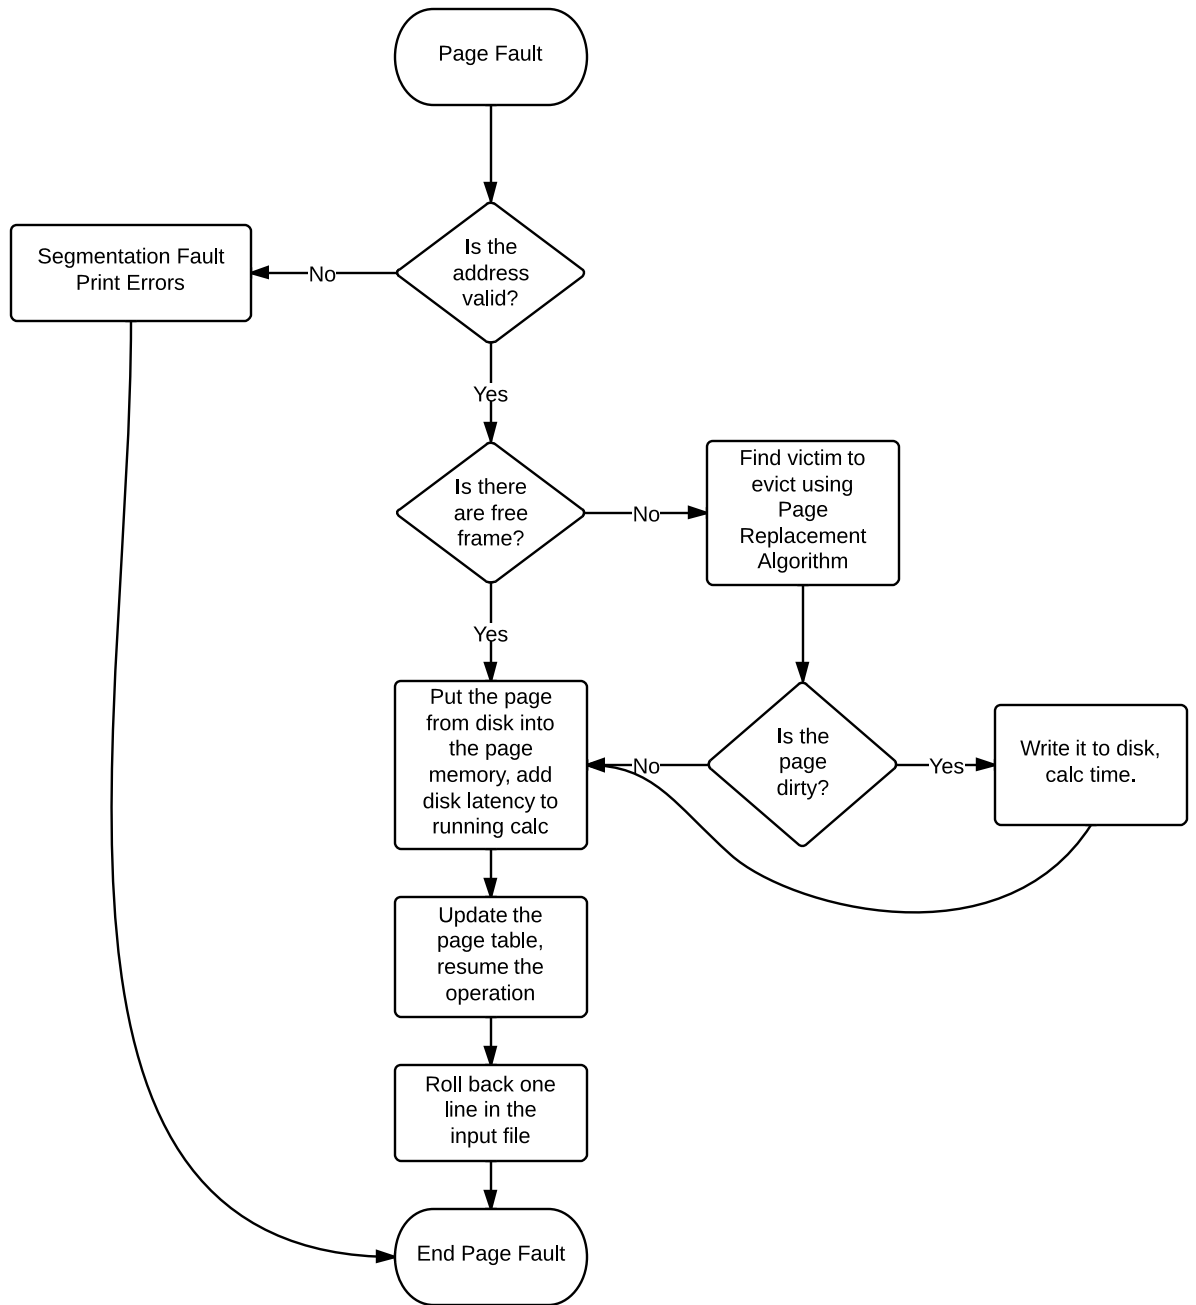 Page Fault
Is the
address
valid?
No
Segmentation Fault
Print Errors
Yes
Is there
are free
frame?
No
Find victim to
evict using
Page
Replacement
Algorithm
Yes
Put the page
from disk into
the page
memory, add
disk latency to
running calc
No
Is the
page
dirty?
Yes
Write it to disk,
calc time.
Update the
page table,
resume the
operation
Roll back one
line in the
input file
End Page Fault